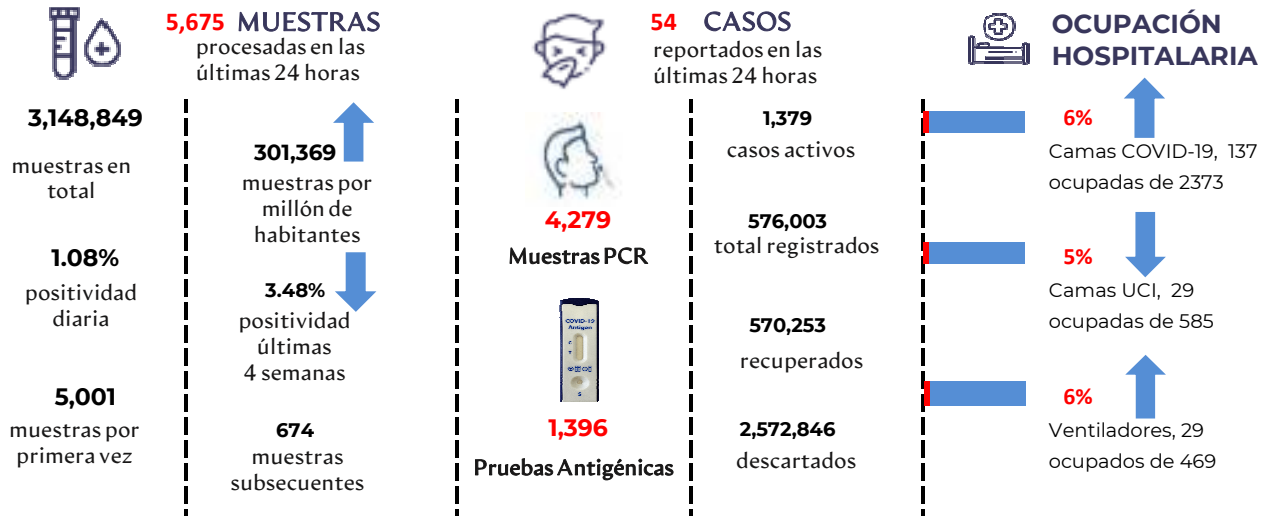 5,675 MUESTRAS
procesadas en las
últimas 24 horas
3,148,849
muestras en
total
1.08%
positividad
diaria
5,001
muestras por
primera vez
301,369
muestras por
millón de
habitantes
3.48%
positividad
últimas
4 semanas
674
muestras
subsecuentes
54 CASOS
reportados en las
últimas 24 horas
4,279
Muestras PCR
COVID-19
Antigen
C
T
S
1,396
Pruebas Antigénicas
1,379
casos activos
576,003
total registrados
570,253
recuperados
2,572,846
descartados
OCUPACIÓN
HOSPITALARIA
6%
Camas COVID-19, 137
ocupadas de 2373
5%
Camas UCI, 29
ocupadas de 585
6%
Ventiladores, 29
ocupados de 469